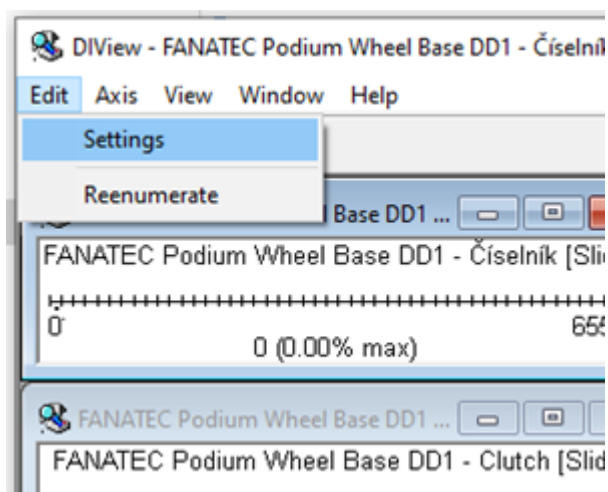 DIView - FANATEC Podium Wheel Base DD1 - Číselník
Edit Axis View Window Help
Settings
Reenumerate
Base DD1 ...
FANATEC Podium Wheel Base DD1 - Číselník [Slid
0 655
0 (0.00% max)
FANATEC Podium Wheel Base DD1 ...
FANATEC Podium Wheel Base DD1 - Clutch [Slid